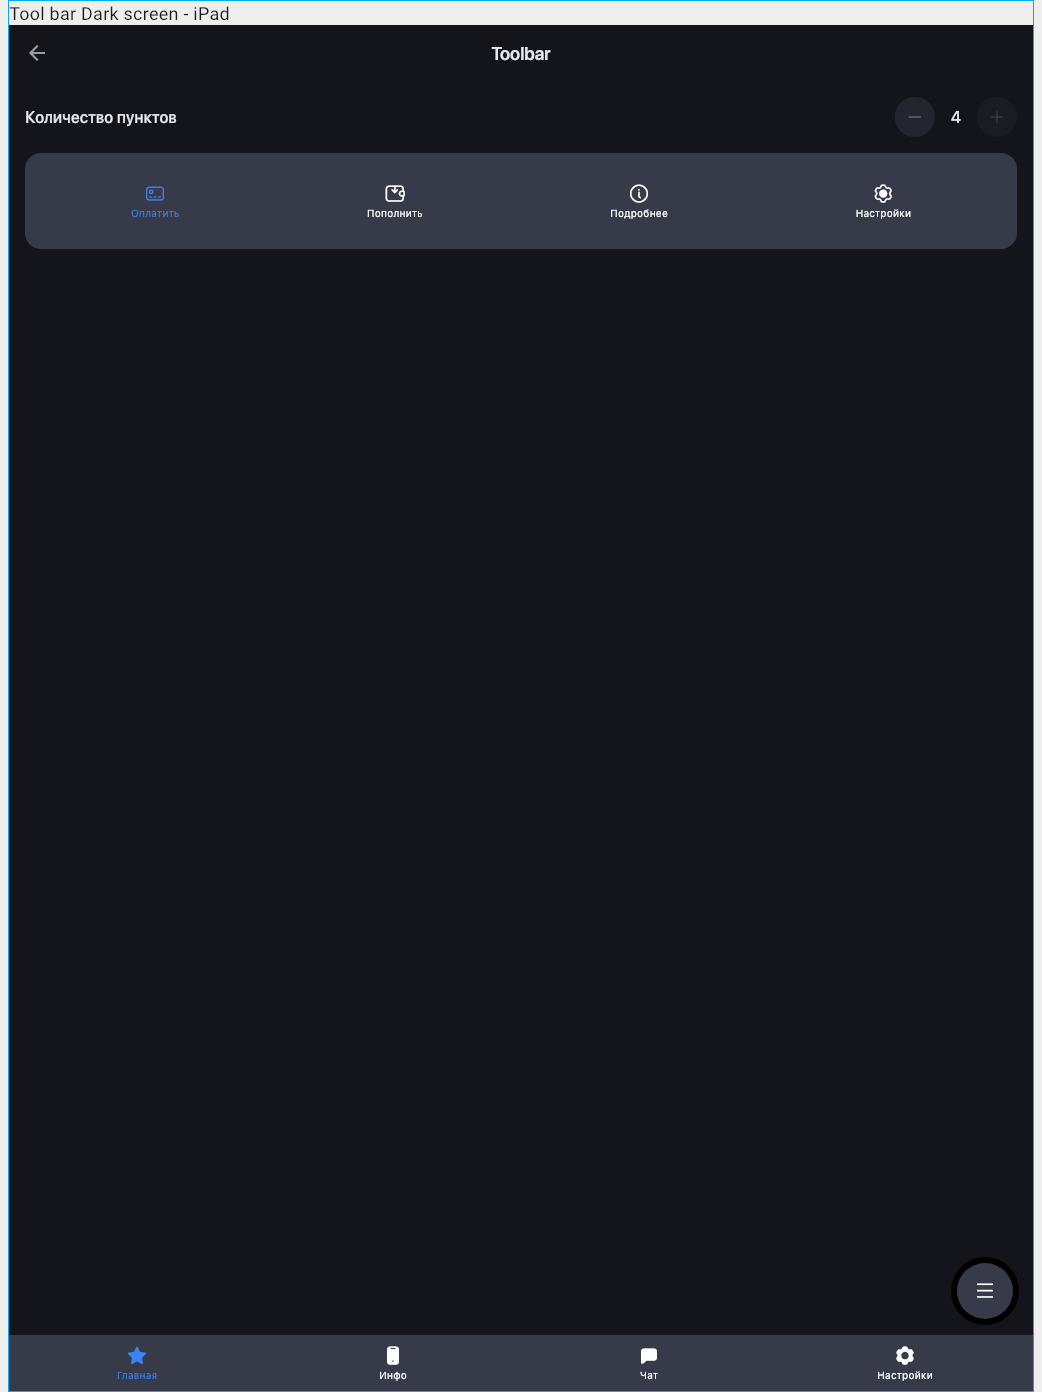 Tool bar Dark screen - iPad
Toolbar
Количество пунктов
4
Оплатить
Пополнить
Подробнее
Настройки
Главная
Инфо
Чат
Настройки